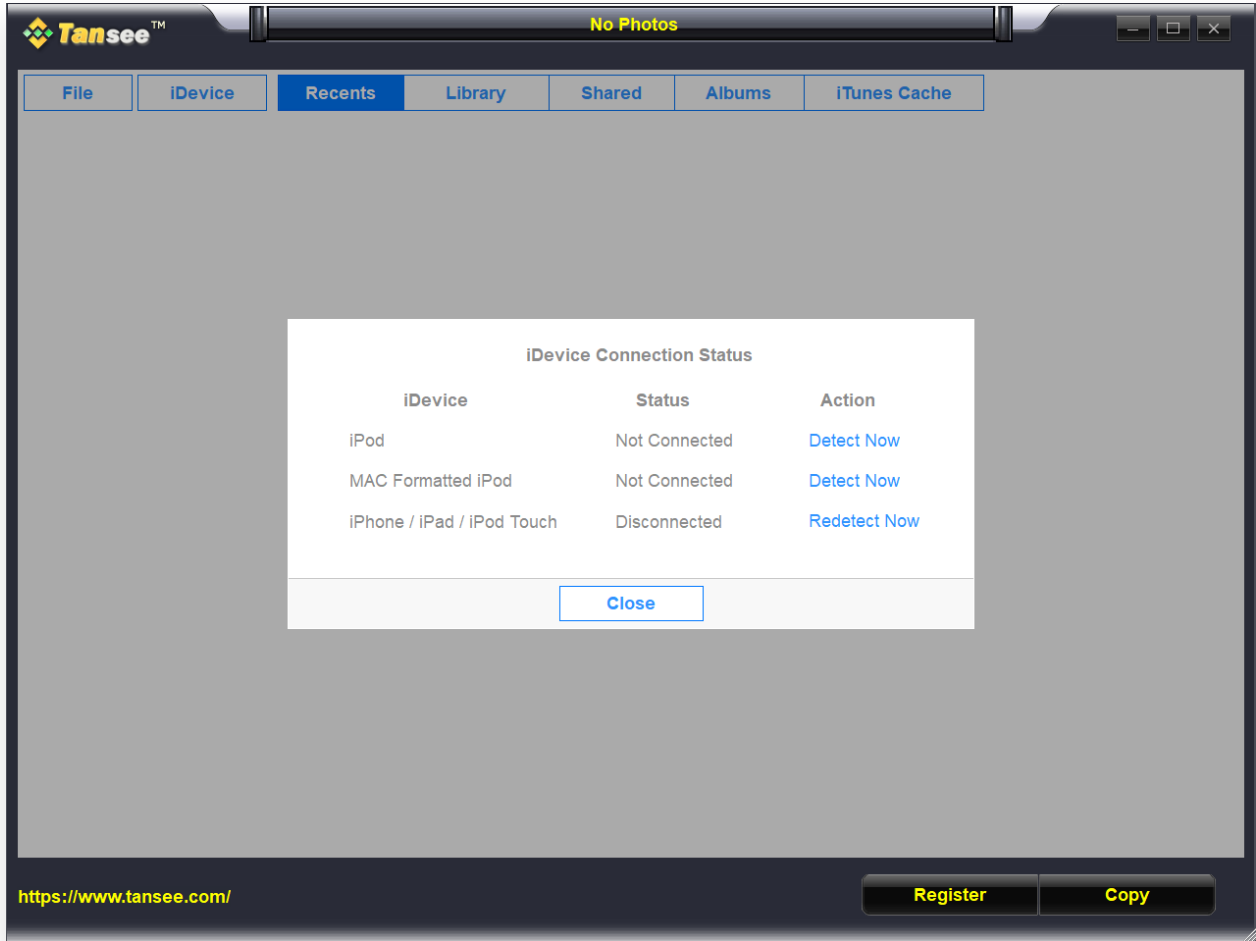 Tansee™
No Photos
File iDevice Recents Library Shared Albums iTunes Cache
iDevice Connection Status
iDevice Status Action
iPod Not Connected Detect Now
MAC Formatted iPod Not Connected Detect Now
iPhone / iPad / iPod Touch Disconnected Redetect Now
Close
https://www.tansee.com/ Register Copy